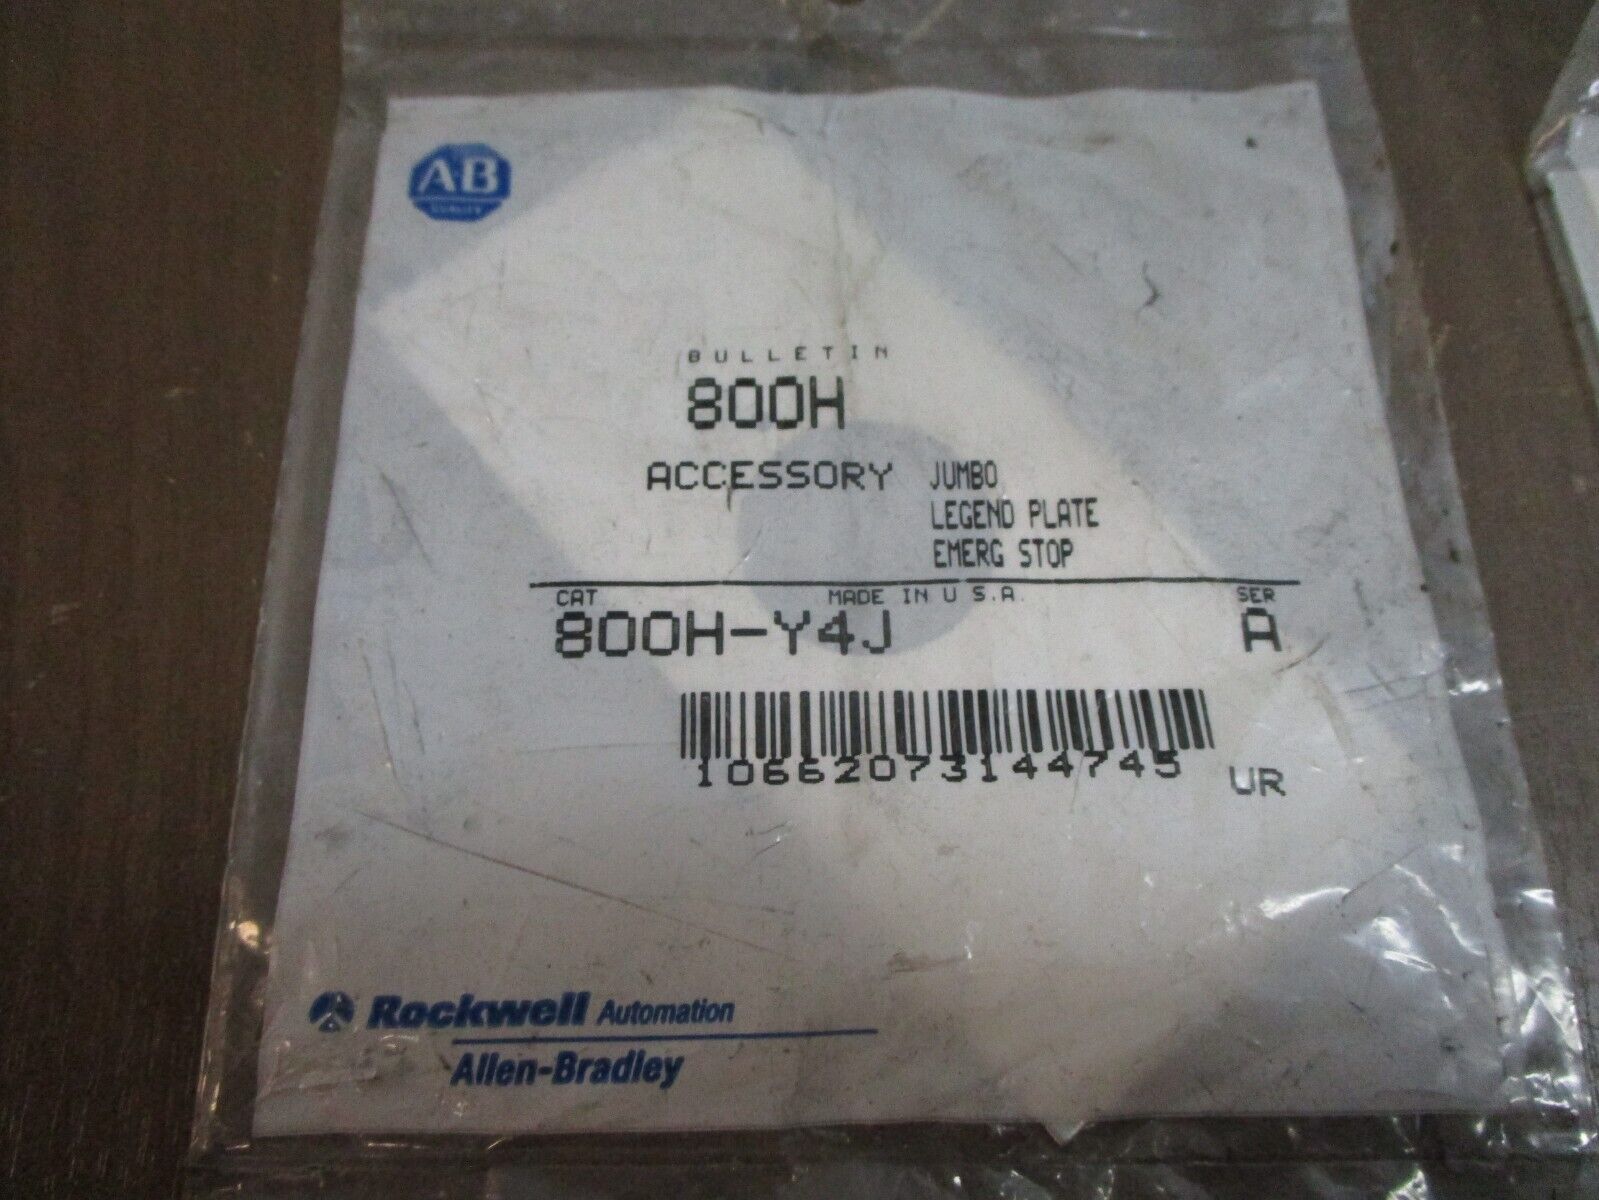 AB
QUALITY
BULLETIN
800H
ACCESSORY JUMBO
LEGEND PLATE
EMERG STOP
CAT MADE IN U.S.A. SER
800H-Y4J A
10662073144745 UR
Rockwell Automation
Allen-Bradley